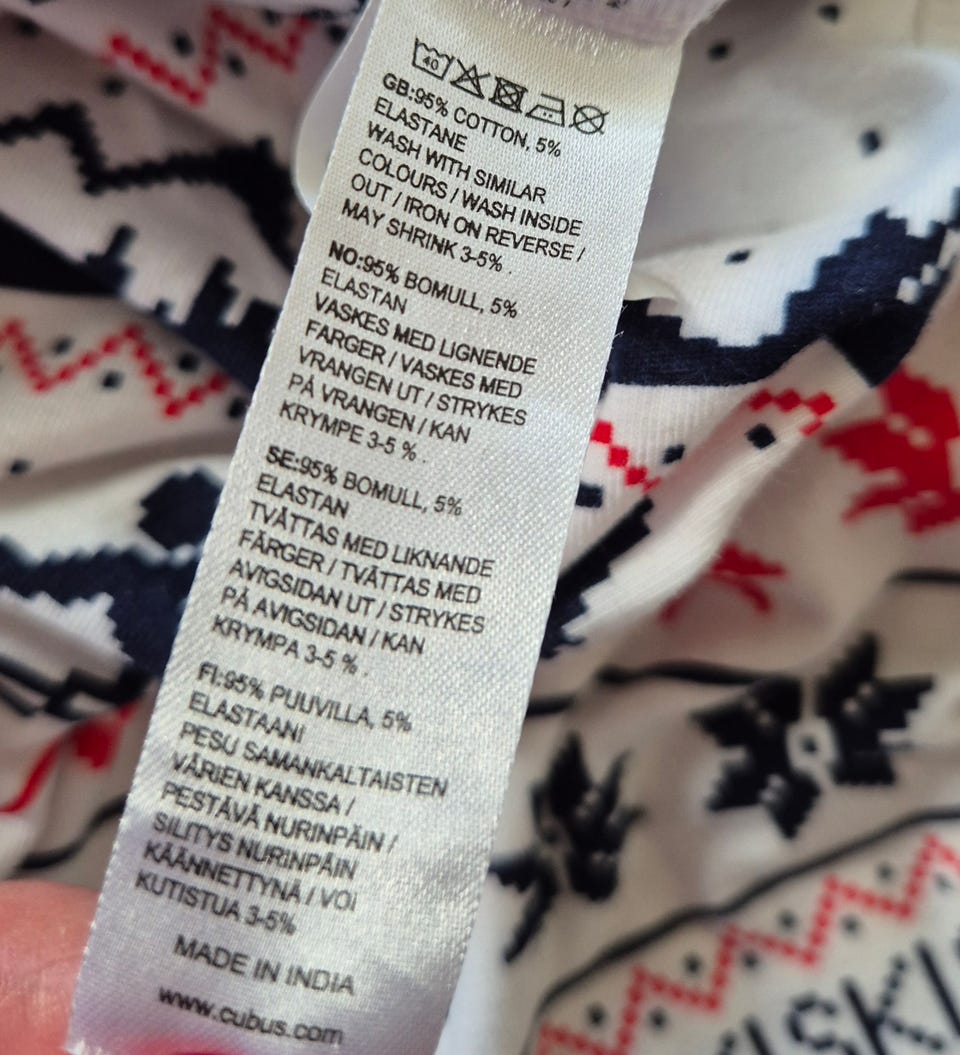 40
GB:95% COTTON, 5%
ELASTANE
WASH WITH SIMILAR
COLOURS / WASH INSIDE
OUT / IRON ON REVERSE /
MAY SHRINK 3-5% .
NO:95% BOMULL, 5%
ELASTAN
VASKES MED LIGNENDE
FARGER / VASKES MED
VRANGEN UT / STRYKES
PÅ VRANGEN / KAN
KRYMPE 3-5 % .
SE:95% BOMULL, 5%
ELASTAN
TVÄTTAS MED LIKNANDE
FÄRGER / TVÄTTAS MED
AVIGSIDAN UT / STRYKES
PÅ AVIGSIDAN / KAN
KRYMPA 3-5 % .
FI:95% PUUVILLA, 5%
ELASTAANI
PESU SAMANKALTAISTEN
VÄRIEN KANSSA /
PESTÄVÄ NURINPÄIN /
SILITYS NURINPÄIN
KÄÄNNETTYNÄ / VOI
KUTISTUA 3-5%
MADE IN INDIA
www.cubus.com